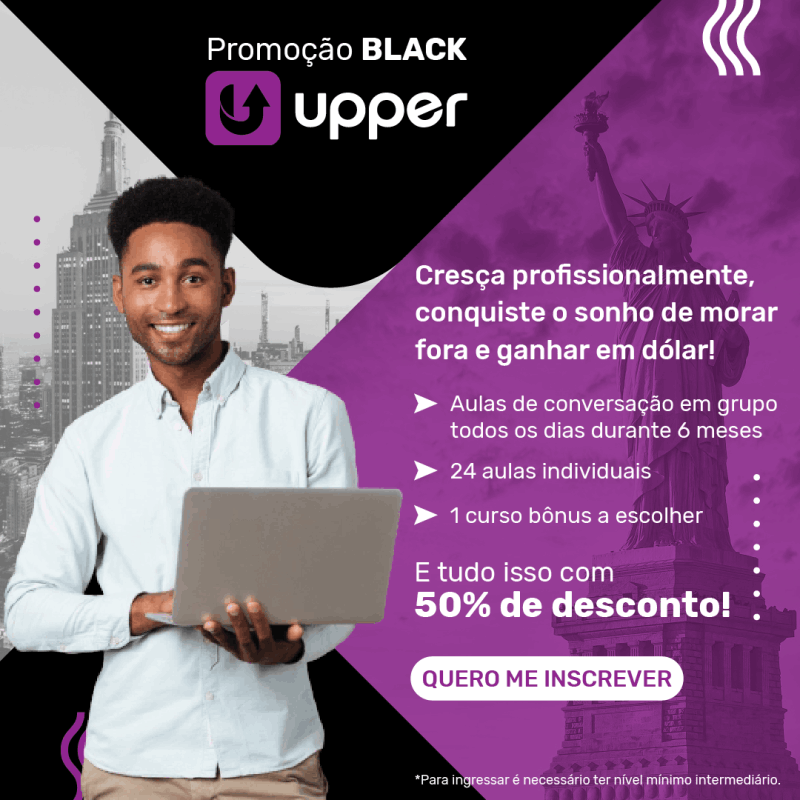 Promoção BLACK
upper
Cresça profissionalmente,
conquiste o sonho de morar
fora e ganhar em dólar!
Aulas de conversação em grupo
todos os dias durante 6 meses
24 aulas individuais
1 curso bônus a escolher
E tudo isso com
50% de desconto!
QUERO ME INSCREVER
*Para ingressar é necessário ter nível mínimo intermediário.